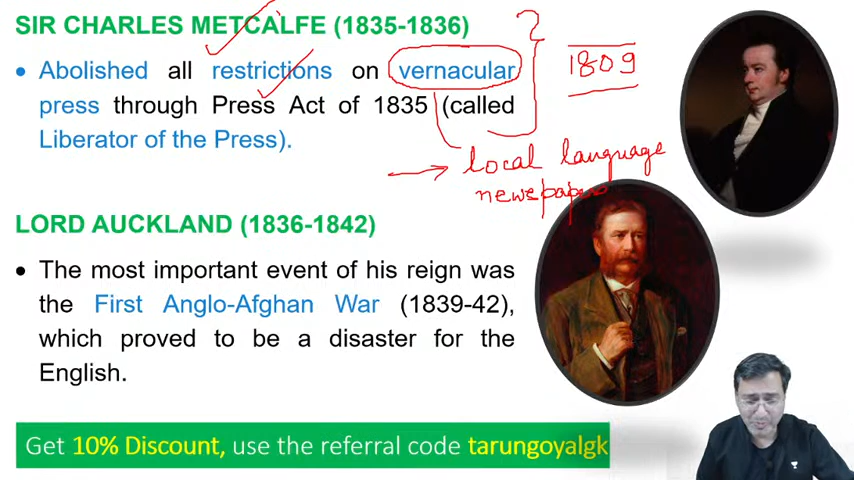 SIR CHARLES METCALFE (1835-1836)
• Abolished all restrictions on vernacular
press through Press Act of 1835 (called
Liberator of the Press).
1809
local language
newspaper
LORD AUCKLAND (1836-1842)
• The most important event of his reign was
the First Anglo-Afghan War (1839-42),
which proved to be a disaster for the
English.
Get 10% Discount, use the referral code tarungoyalgk